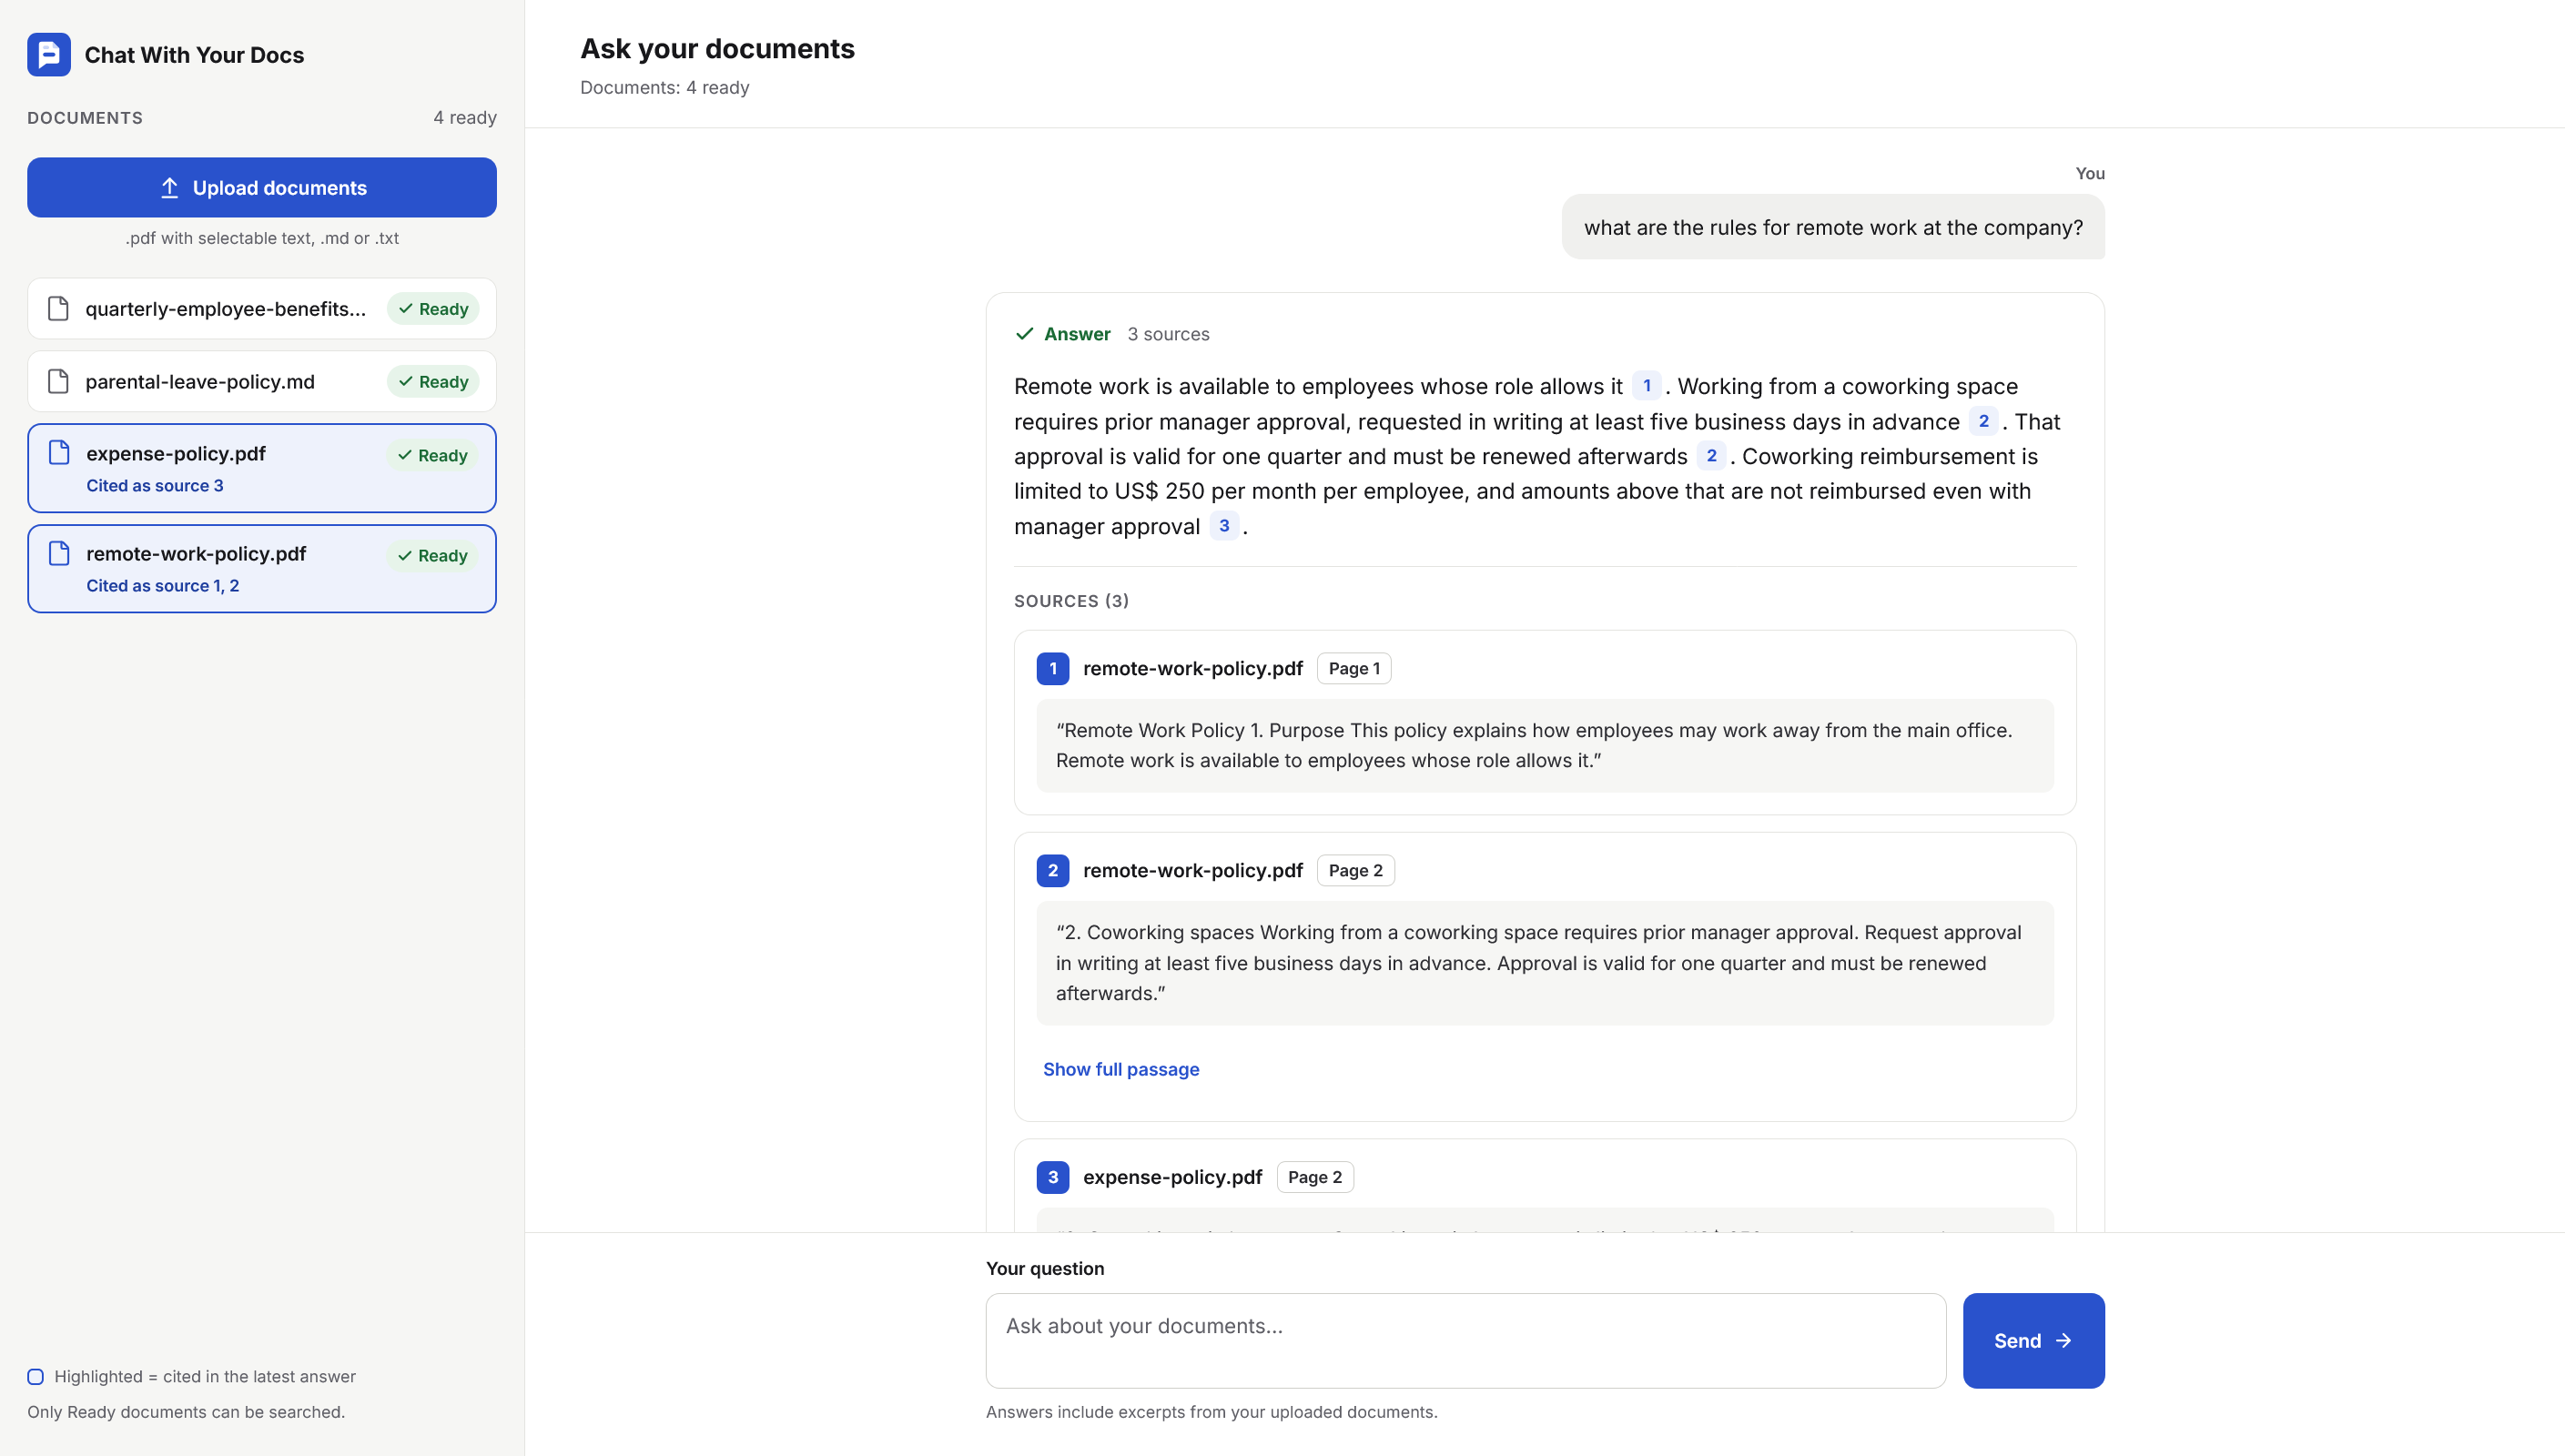 Chat With Your Docs
DOCUMENTS
4 ready
Upload documents
.pdf with selectable text, .md or .txt
quarterly-employee-benefits...
Ready
parental-leave-policy.md
Ready
expense-policy.pdf
Ready
Cited as source 3
remote-work-policy.pdf
Ready
Cited as source 1, 2
Highlighted = cited in the latest answer
Only Ready documents can be searched.
Ask your documents
Documents: 4 ready
You
what are the rules for remote work at the company?
Answer 3 sources
Remote work is available to employees whose role allows it 1 . Working from a coworking space
requires prior manager approval, requested in writing at least five business days in advance 2 . That
approval is valid for one quarter and must be renewed afterwards 2 . Coworking reimbursement is
limited to US$ 250 per month per employee, and amounts above that are not reimbursed even with
manager approval 3 .
SOURCES (3)
1 remote-work-policy.pdf Page 1
“Remote Work Policy 1. Purpose This policy explains how employees may work away from the main office.
Remote work is available to employees whose role allows it.”
2 remote-work-policy.pdf Page 2
“2. Coworking spaces Working from a coworking space requires prior manager approval. Request approval
in writing at least five business days in advance. Approval is valid for one quarter and must be renewed
afterwards.”
Show full passage
3 expense-policy.pdf Page 2
Your question
Ask about your documents...
Send
Answers include excerpts from your uploaded documents.